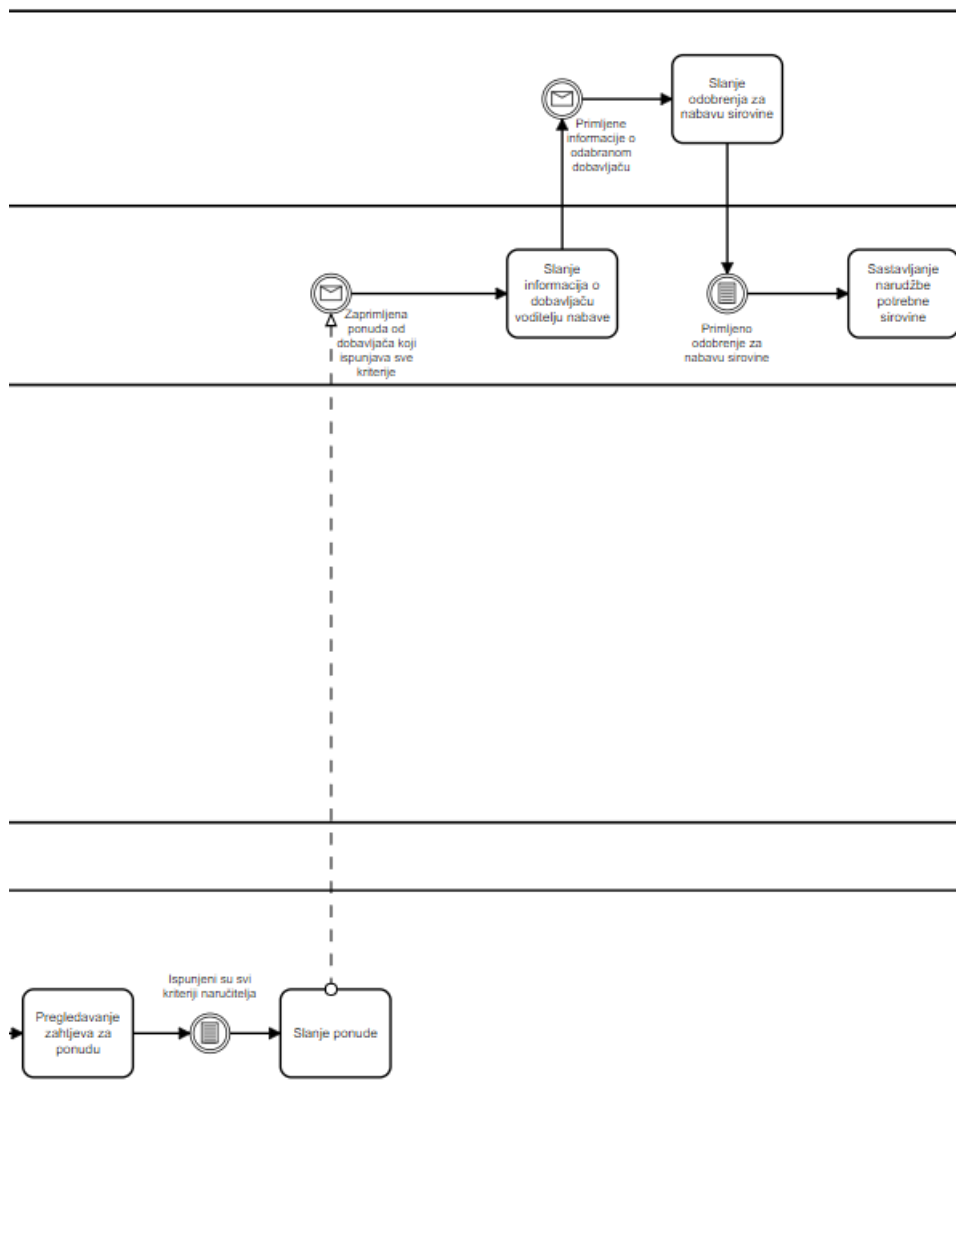 Slanje
odobrenja za
nabavu sirovine
Primljene
informacije o
odabranom
dobavljaču
Slanje
informacija o
dobavljaču
voditelju nabave
Sastavljanje
narudžbe
potrebne
sirovine
Zaprimljena
ponuda od
dobavljača koji
ispunjava sve
kriterije
Primljeno
odobrenje za
nabavu sirovine
Ispunjeni su svi
kriteriji naručitelja
Pregledavanje
zahtjeva za
ponudu
Slanje ponude